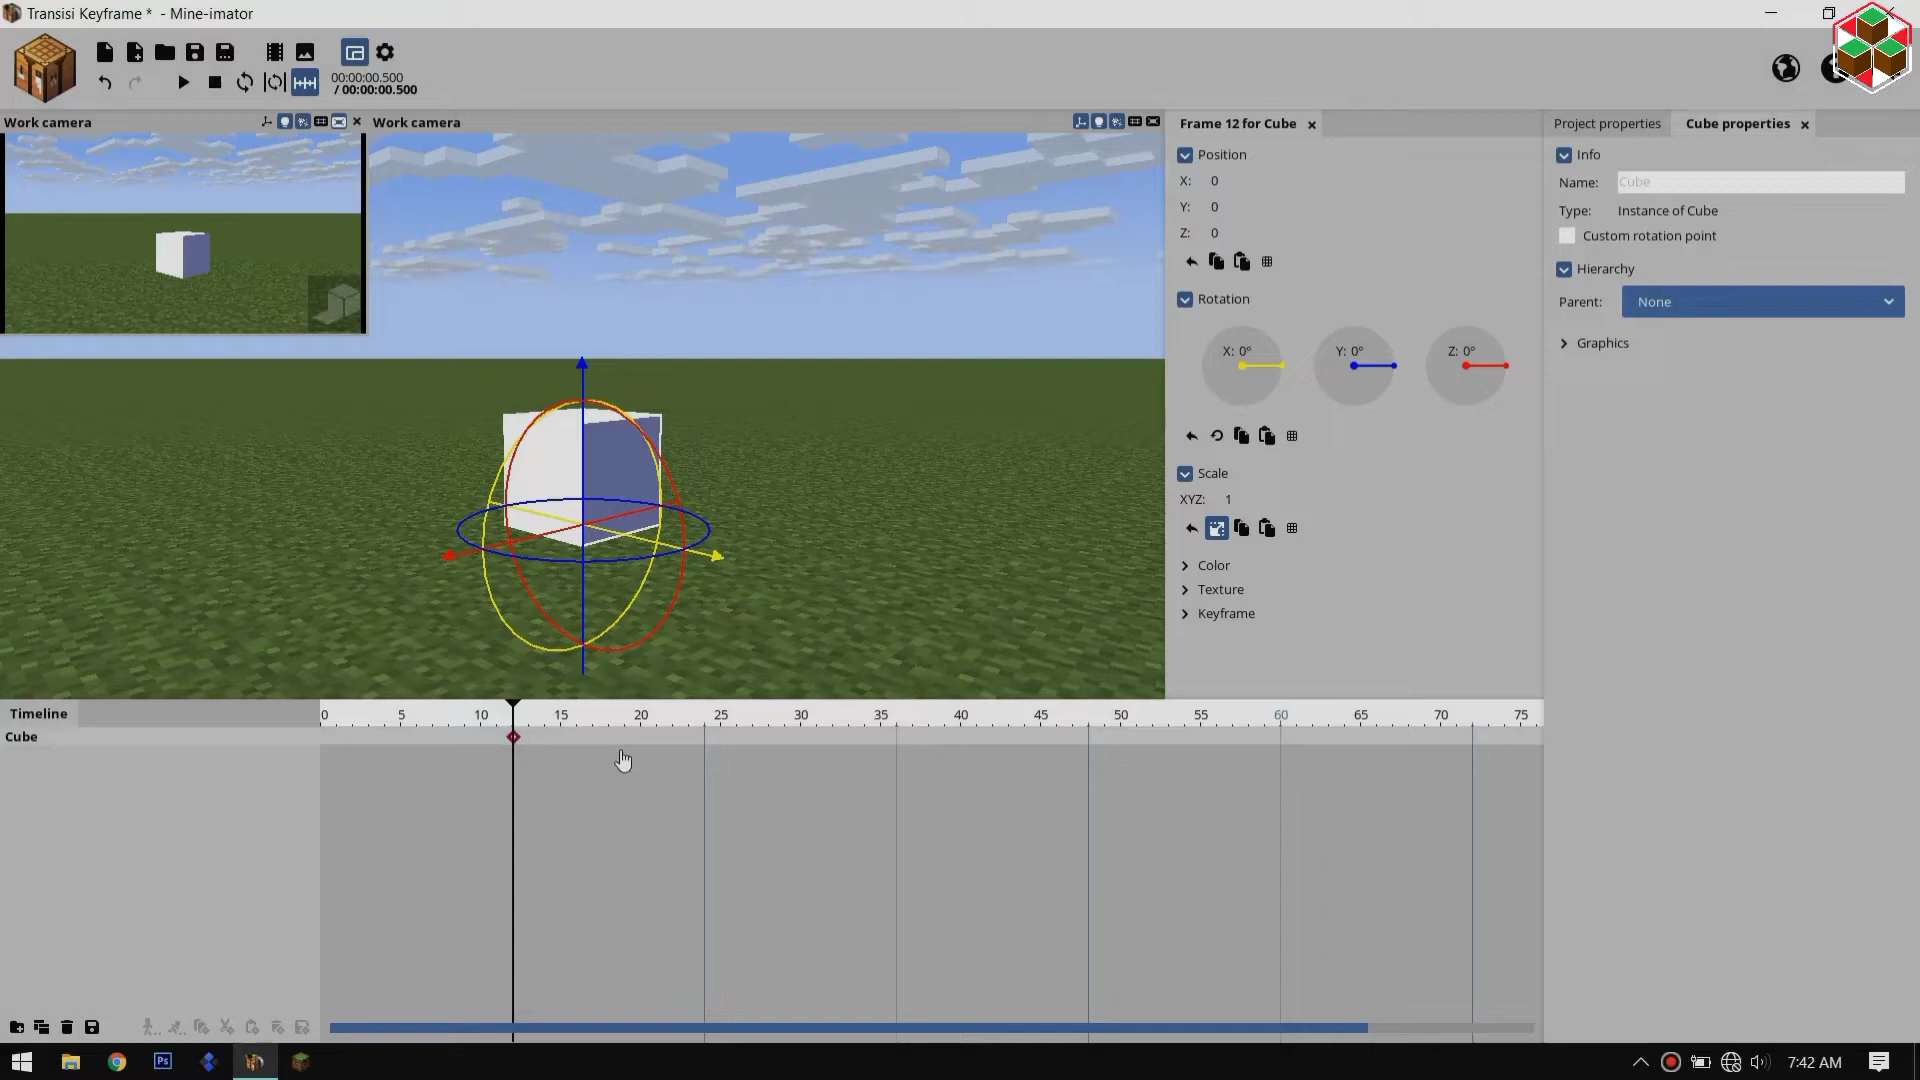 Transisi Keyframe * - Mine-imator
00:00:00.500
/ 00:00:00.500
Work camera
Work camera
Frame 12 for Cube
Position
X: 0
Y: 0
Z: 0
Rotation
X: 0° Y: 0° Z: 0°
Scale
XYZ: 1
Color
Texture
Keyframe
Project properties Cube properties
Info
Name: Cube
Type: Instance of Cube
Custom rotation point
Hierarchy
Parent: None
Graphics
Timeline
0 5 10 15 20 25 30 35 40 45 50 55 60 65 70 75
Cube
Ps
7:42 AM